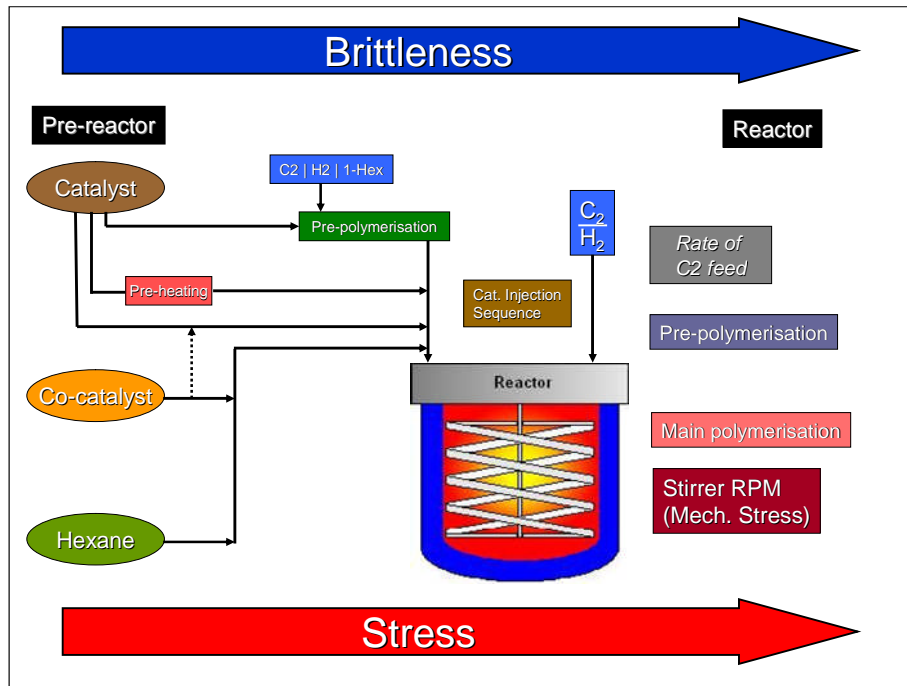 Brittleness
Pre-reactor
Reactor
C2 | H2 | 1-Hex
Catalyst
C₂
H₂
Pre-polymerisation
Rate of
C2 feed
Pre-heating
Cat. Injection
Sequence
Pre-polymerisation
Reactor
Co-catalyst
Main polymerisation
Stirrer RPM
(Mech. Stress)
Hexane
Stress